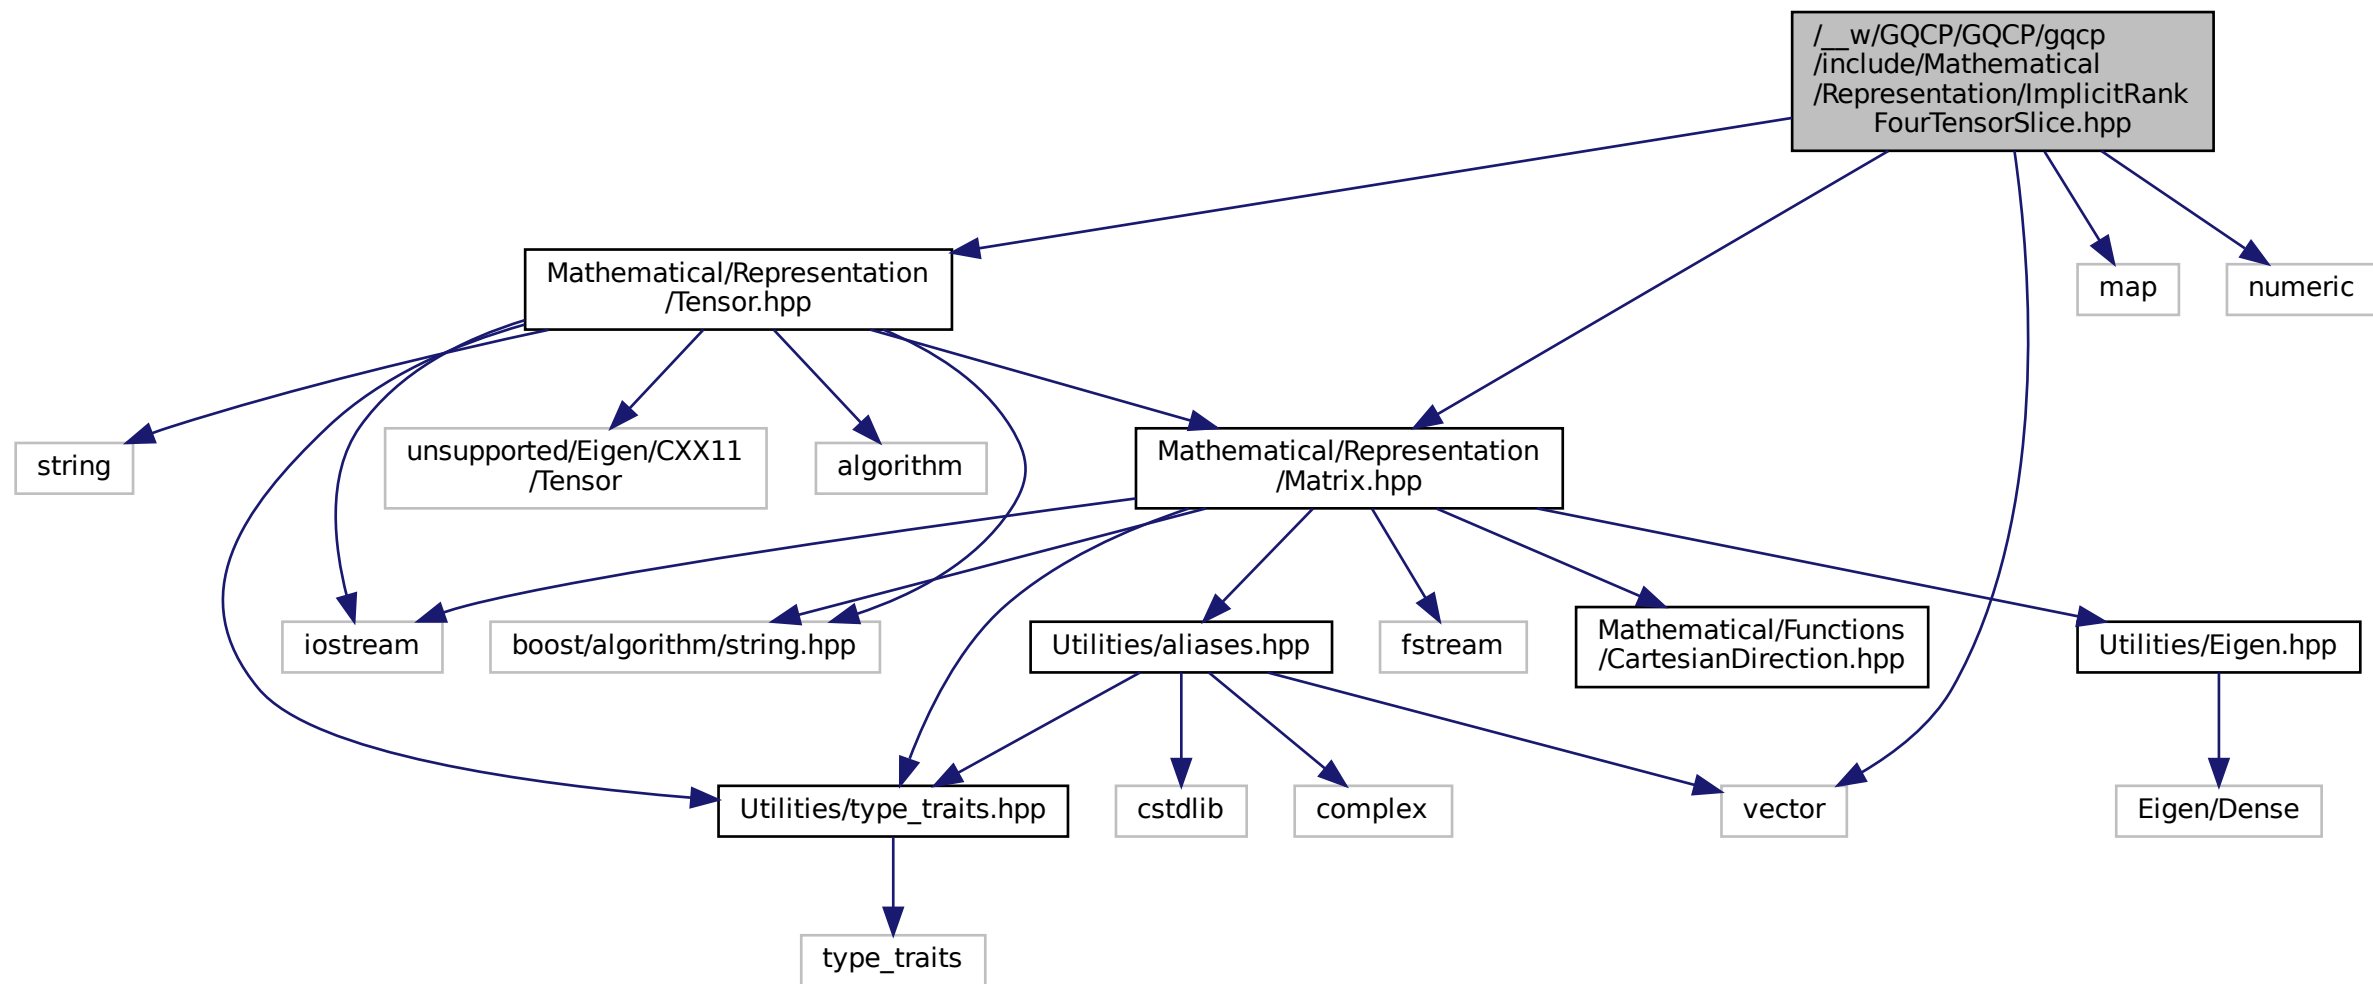 /__w/GQCP/GQCP/gqcp
/include/Mathematical
/Representation/ImplicitRank
FourTensorSlice.hpp
Mathematical/Representation
/Tensor.hpp
map
numeric
string
unsupported/Eigen/CXX11
/Tensor
algorithm
Mathematical/Representation
/Matrix.hpp
iostream
boost/algorithm/string.hpp
Utilities/aliases.hpp
fstream
Mathematical/Functions
/CartesianDirection.hpp
Utilities/Eigen.hpp
Utilities/type_traits.hpp
cstdlib
complex
vector
Eigen/Dense
type_traits